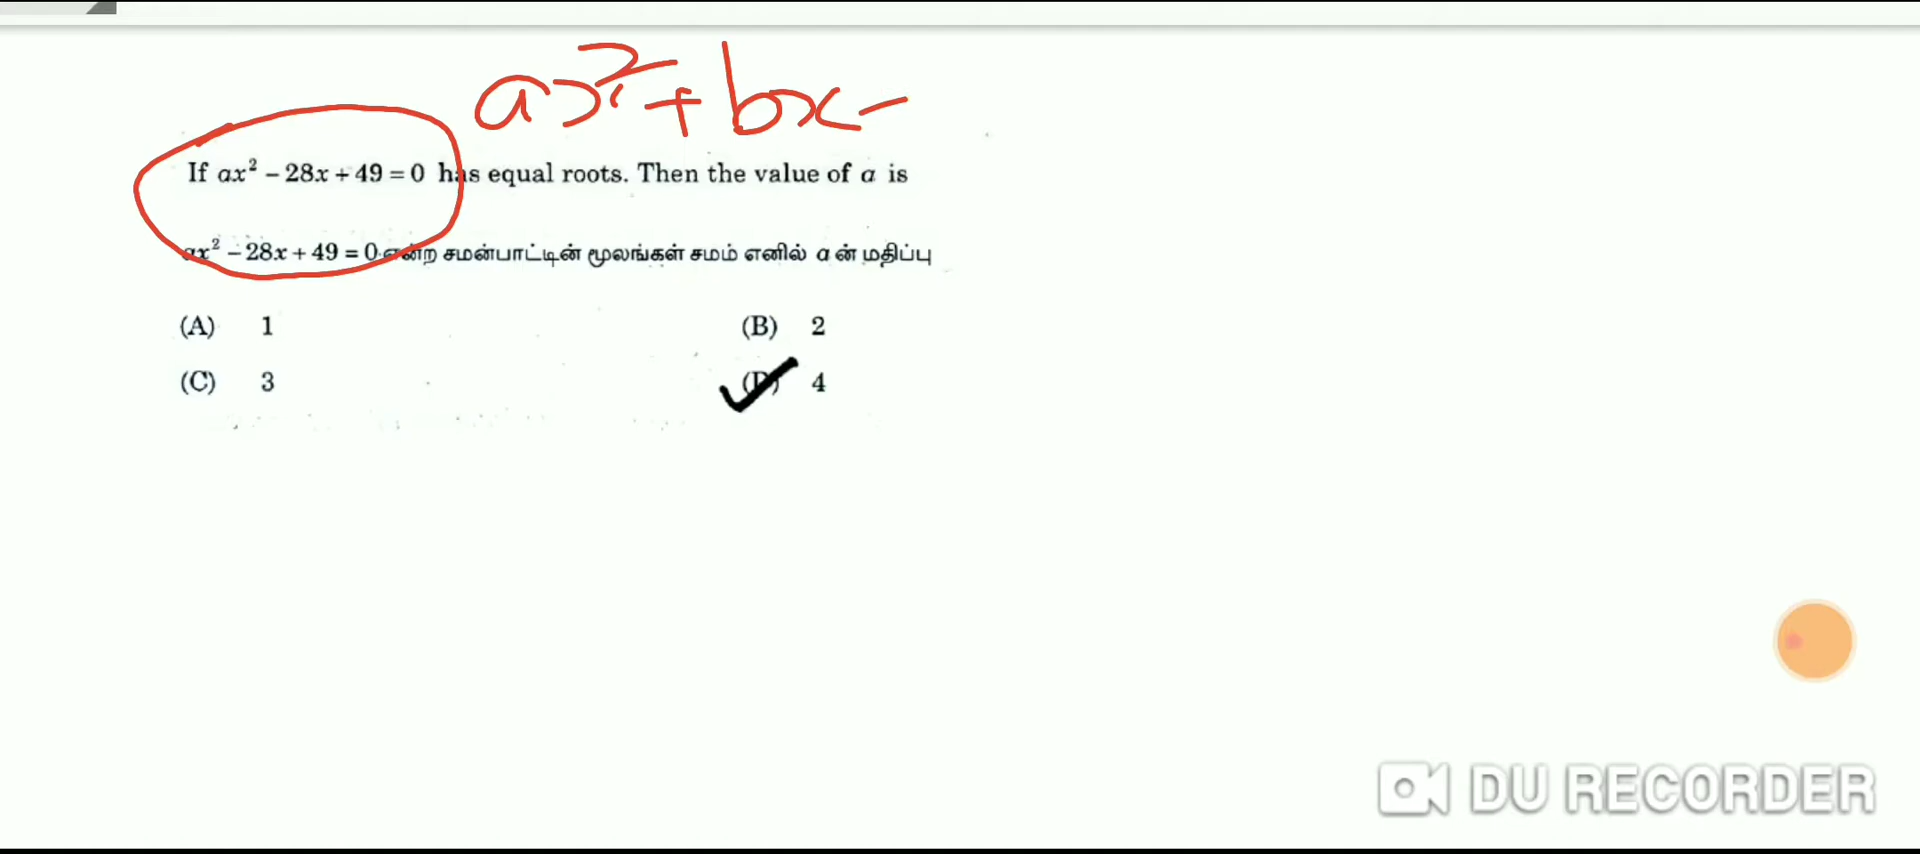 ax² + bx -
If ax² – 28x + 49 = 0 has equal roots. Then the value of a is
ax² – 28x + 49 = 0 என்ற சமன்பாட்டின் மூலங்கள் சமம் எனில் a ன் மதிப்பு
(A) 1 (B) 2
(C) 3 (D) 4
DU RECORDER